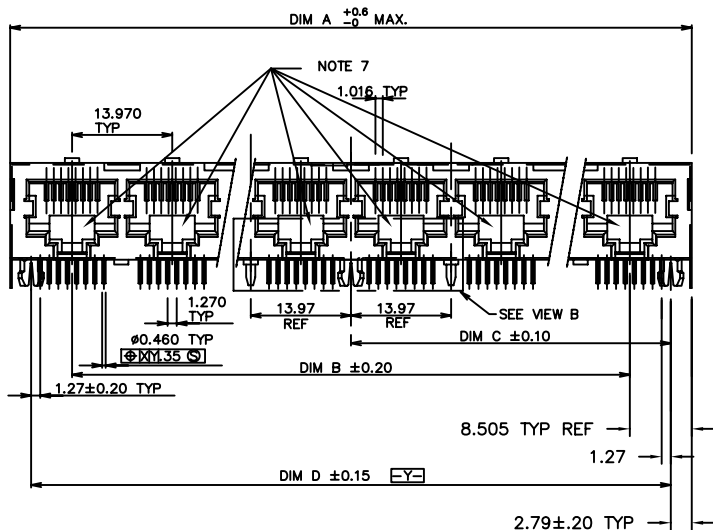 DIM A +0.6 -0 MAX.
NOTE 7
1.016 TYP
13.970
TYP
1.270
TYP
13.97
REF
13.97
REF
SEE VIEW B
DIM C ±0.10
ø0.460 TYP
⌖ X Y .35 Ⓢ
DIM B ±0.20
1.27±0.20 TYP
8.505 TYP REF
1.27
DIM D ±0.15 -Y-
2.79±.20 TYP